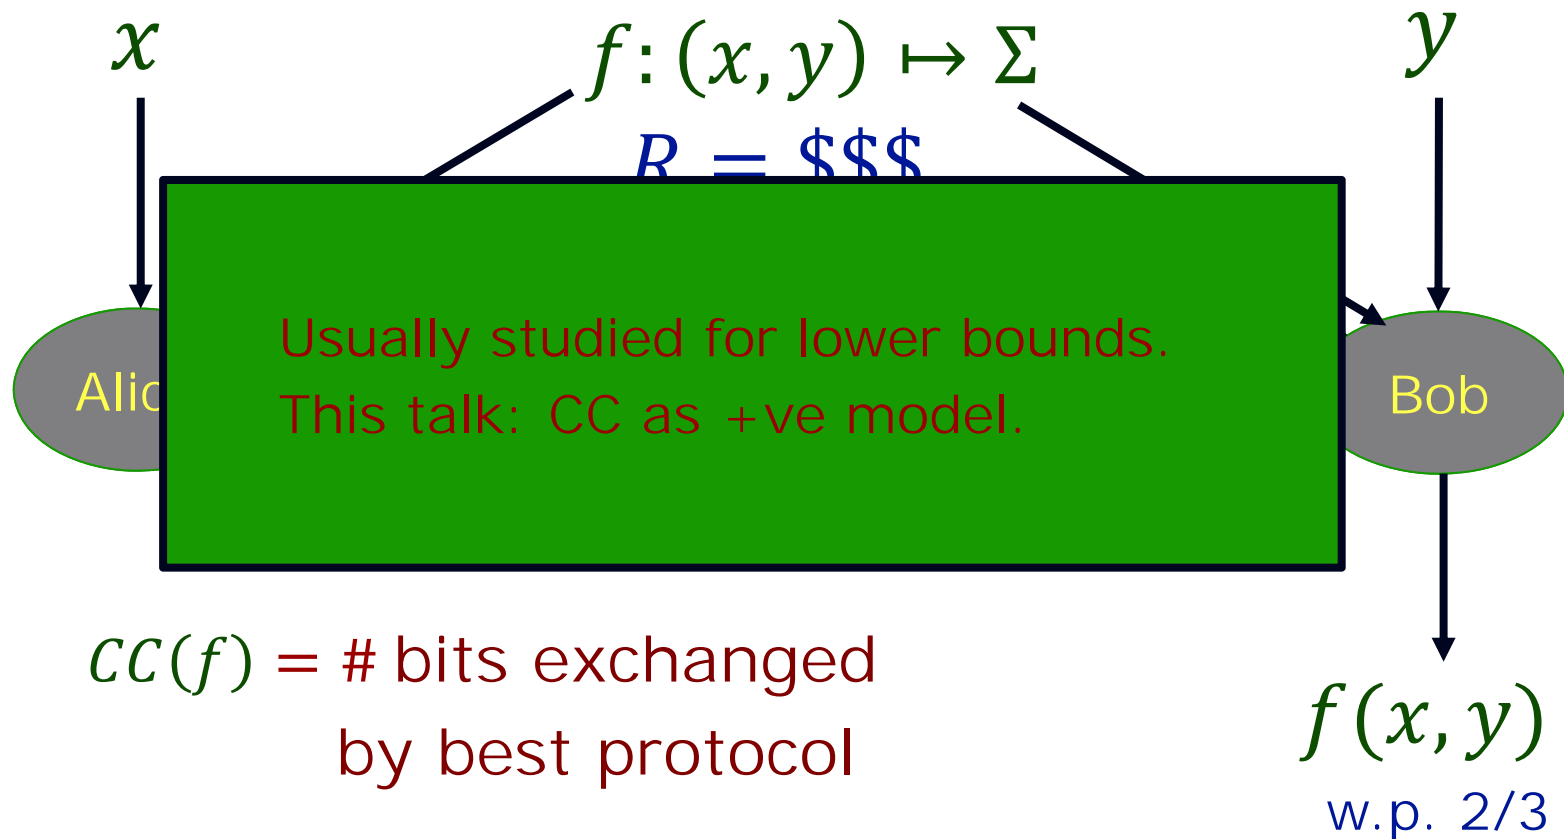 x
f: (x, y) ↦ Σ
y
R = $$$
Usually studied for lower bounds.
This talk: CC as +ve model.
Alic
Bob
CC(f) = # bits exchanged
by best protocol
f(x, y)
w.p. 2/3